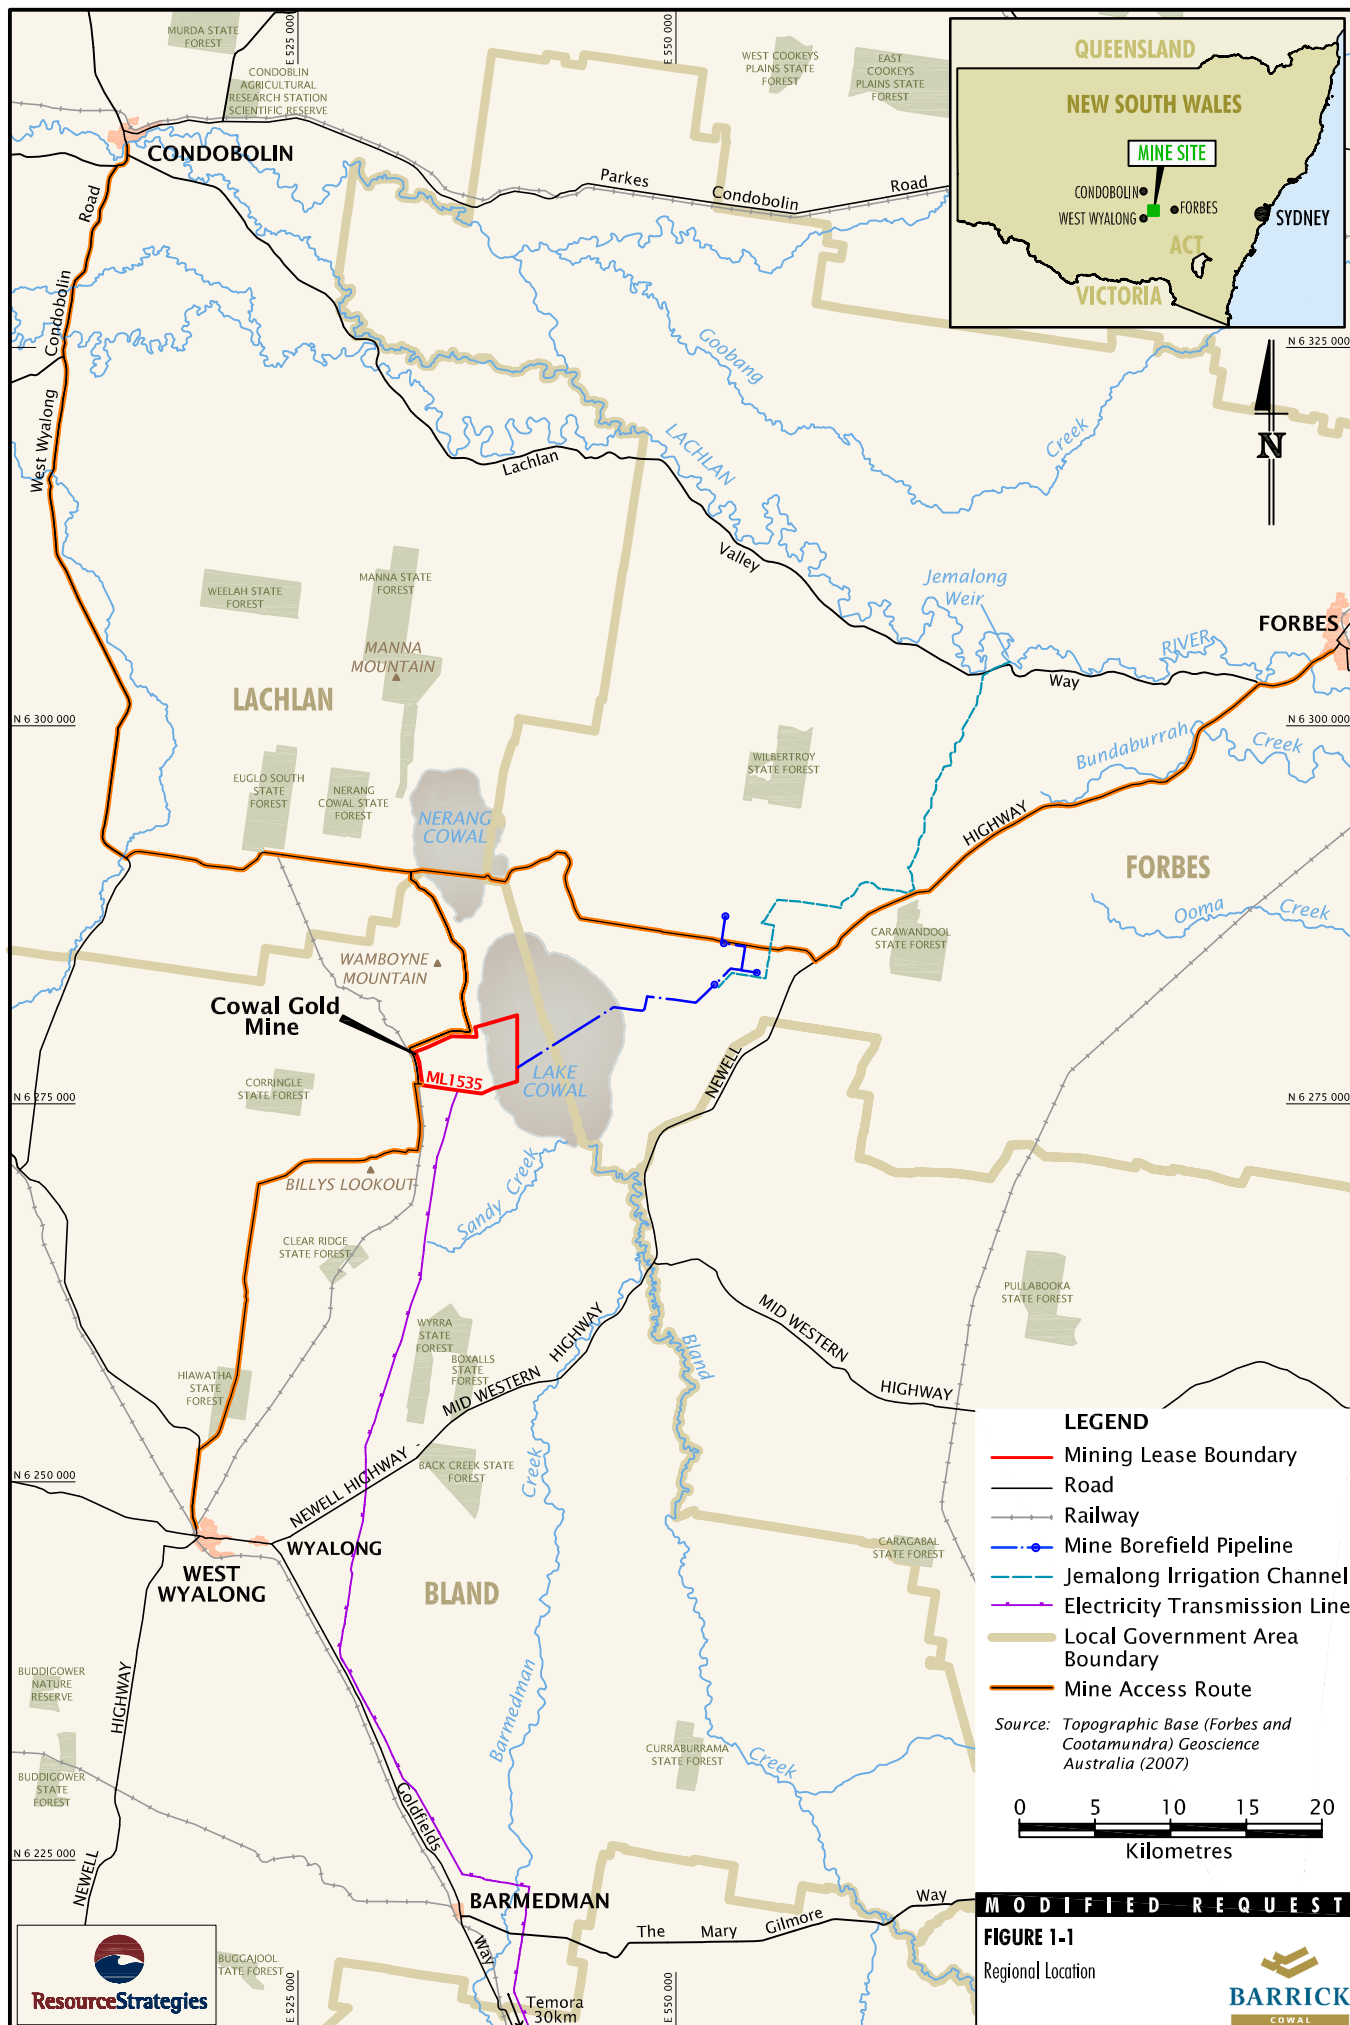 MURDA STATE
FOREST
E 525 000
E 550 000
CONDOBLIN
AGRICULTURAL
RESEARCH STATION
SCIENTIFIC RESERVE
WEST COOKEYS
PLAINS STATE
FOREST
EAST
COOKEYS
PLAINS STATE
FOREST
QUEENSLAND
NEW SOUTH WALES
MINE SITE
CONDOBOLIN
FORBES
WEST WYALONG
SYDNEY
ACT
VICTORIA
CONDOBOLIN
Parkes
Condobolin
Road
Road
Condobolin
West Wyalong
Goobang
Creek
N 6 325 000
N
LACHLAN
Lachlan
Valley
Jemalong
Weir
FORBES
RIVER
Way
WEELAH STATE
FOREST
MANNA STATE
FOREST
MANNA
MOUNTAIN
LACHLAN
N 6 300 000
N 6 300 000
Bundaburrah
Creek
WILBERTROY
STATE FOREST
EUGLO SOUTH
STATE
FOREST
NERANG
COWAL STATE
FOREST
NERANG
COWAL
HIGHWAY
FORBES
Ooma
Creek
CARAWANDOOL
STATE FOREST
WAMBOYNE
MOUNTAIN
Cowal Gold
Mine
ML1535
LAKE
COWAL
NEWELL
CORRINGLE
STATE FOREST
N 6 275 000
N 6 275 000
Sandy Creek
BILLYS LOOKOUT
CLEAR RIDGE
STATE FOREST
PULLABOOKA
STATE FOREST
MID WESTERN
HIGHWAY
WYRRA
STATE
FOREST
BOXALLS
STATE
FOREST
HIGHWAY
MID WESTERN
Bland
HIAWATHA
STATE
FOREST
BACK CREEK STATE
FOREST
Creek
NEWELL HIGHWAY
N 6 250 000
WYALONG
WEST
WYALONG
BLAND
CARAGABAL
STATE FOREST
LEGEND
Mining Lease Boundary
Road
Railway
Mine Borefield Pipeline
Jemalong Irrigation Channel
Electricity Transmission Line
Local Government Area
Boundary
Mine Access Route
Source: Topographic Base (Forbes and
Cootamundra) Geoscience
Australia (2007)
0 5 10 15 20
Kilometres
BUDDIGOWER
NATURE
RESERVE
HIGHWAY
Barmedman
CURRABURRAMA
STATE FOREST
Creek
BUDDIGOWER
STATE
FOREST
Goldfields
N 6 225 000
NEWELL
BARMEDMAN
The Mary Gilmore Way
Way
BUGGAJOOL
TATE FOREST
E 525 000
E 550 000
Temora
30km
ResourceStrategies
MODIFIED REQUEST
FIGURE 1-1
Regional Location
BARRICK
COWAL